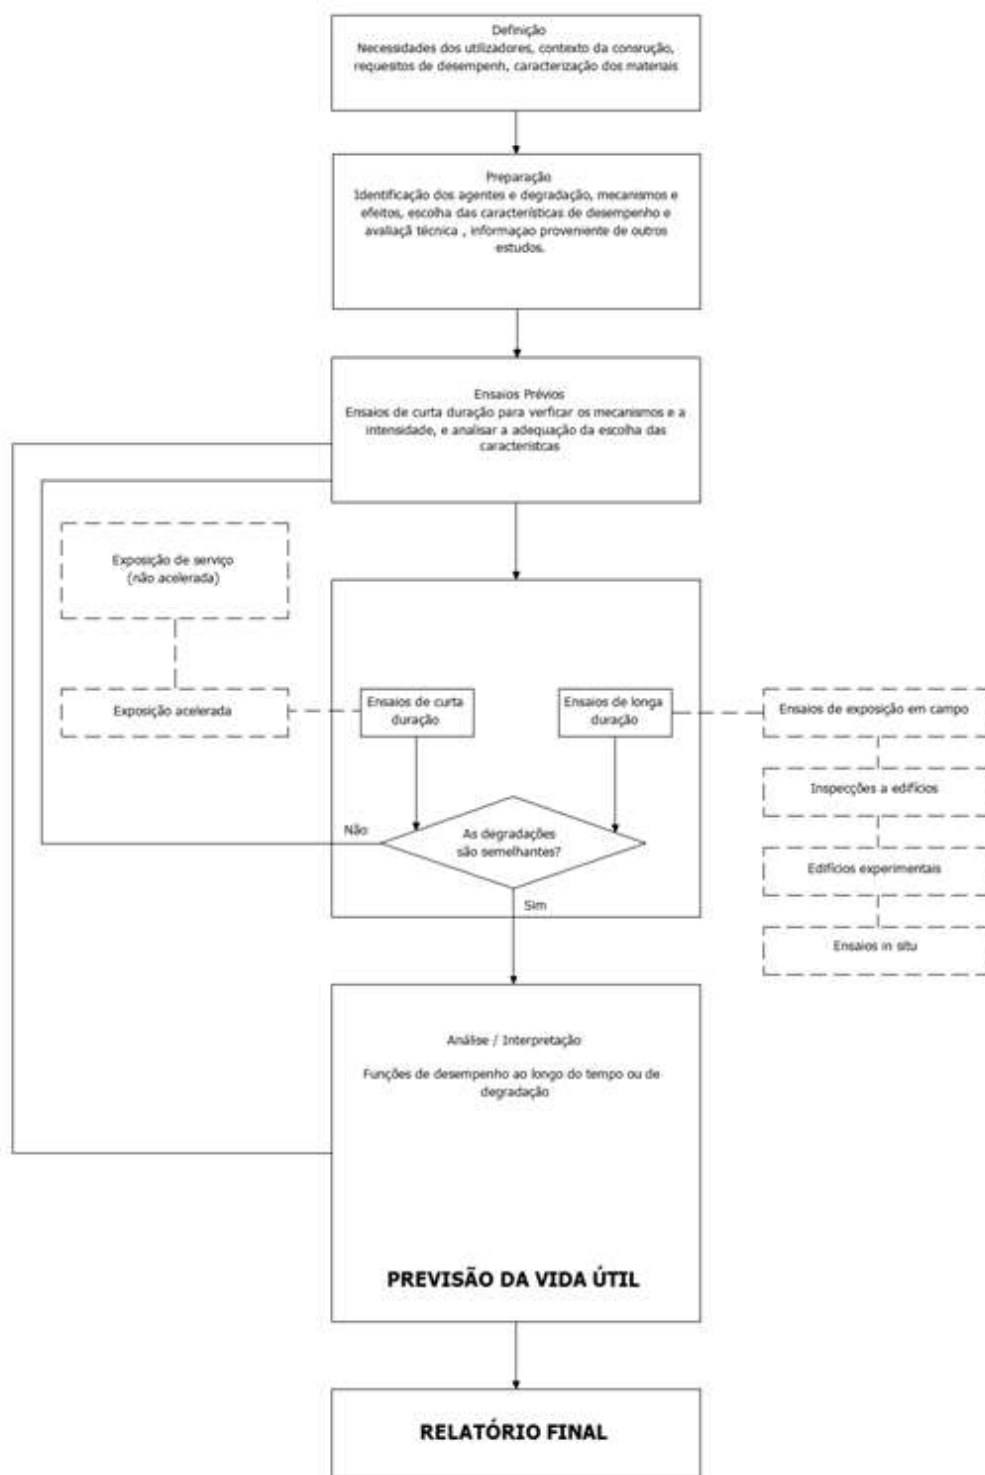 Definição
Necessidades dos utilizadores, contexto da consrução,
requesitos de desempenh, caracterização dos materiais
Preparação
Identificação dos agentes e degradação, mecanismos e
efeitos, escolha das características de desempenho e
avaliaçã técnica , informaçao proveniente de outros
estudos.
Ensaios Prévios
Ensaios de curta duração para verficar os mecanismos e a
intensidade, e analisar a adequação da escolha das
característcas
Exposição de serviço
(não acelerada)
Exposição acelerada
Ensaios de curta
duração
Ensaios de longa
duração
Ensaios de exposição em campo
Inspecções a edifícios
Edifícios experimentais
Ensaios in situ
Não
As degradações
são semelhantes?
Sim
Análise / Interpretação
Funções de desempenho ao longo do tempo ou de
degradação
PREVISÃO DA VIDA ÚTIL
RELATÓRIO FINAL